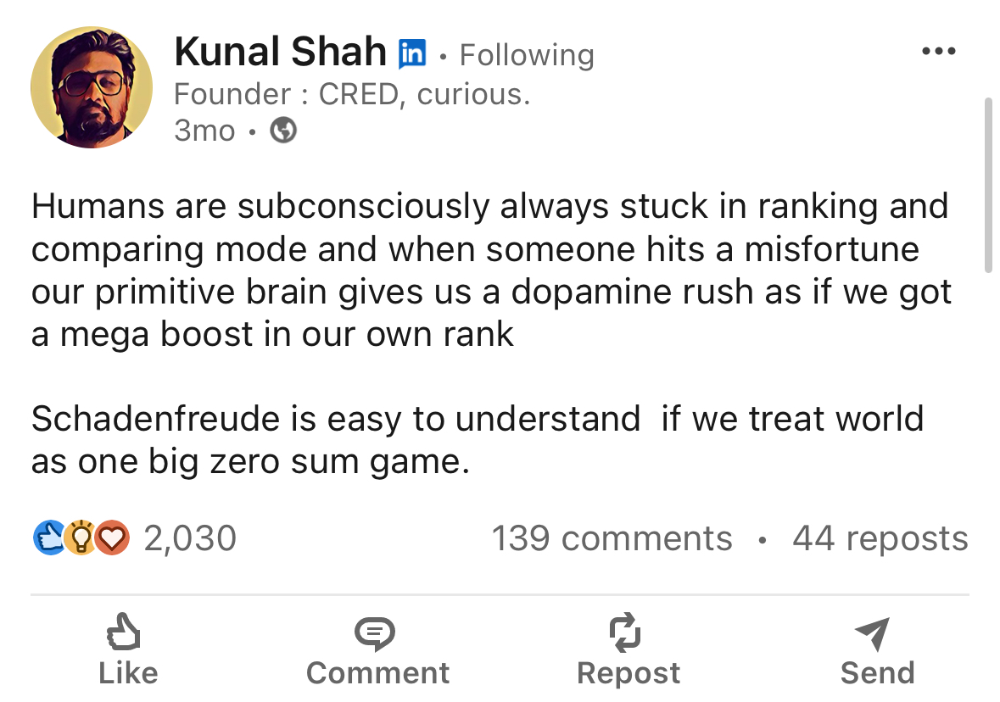 Kunal Shah in • Following
Founder : CRED, curious.
3mo •
Humans are subconsciously always stuck in ranking and
comparing mode and when someone hits a misfortune
our primitive brain gives us a dopamine rush as if we got
a mega boost in our own rank
Schadenfreude is easy to understand  if we treat world
as one big zero sum game.
2,030 139 comments • 44 reposts
Like Comment Repost Send